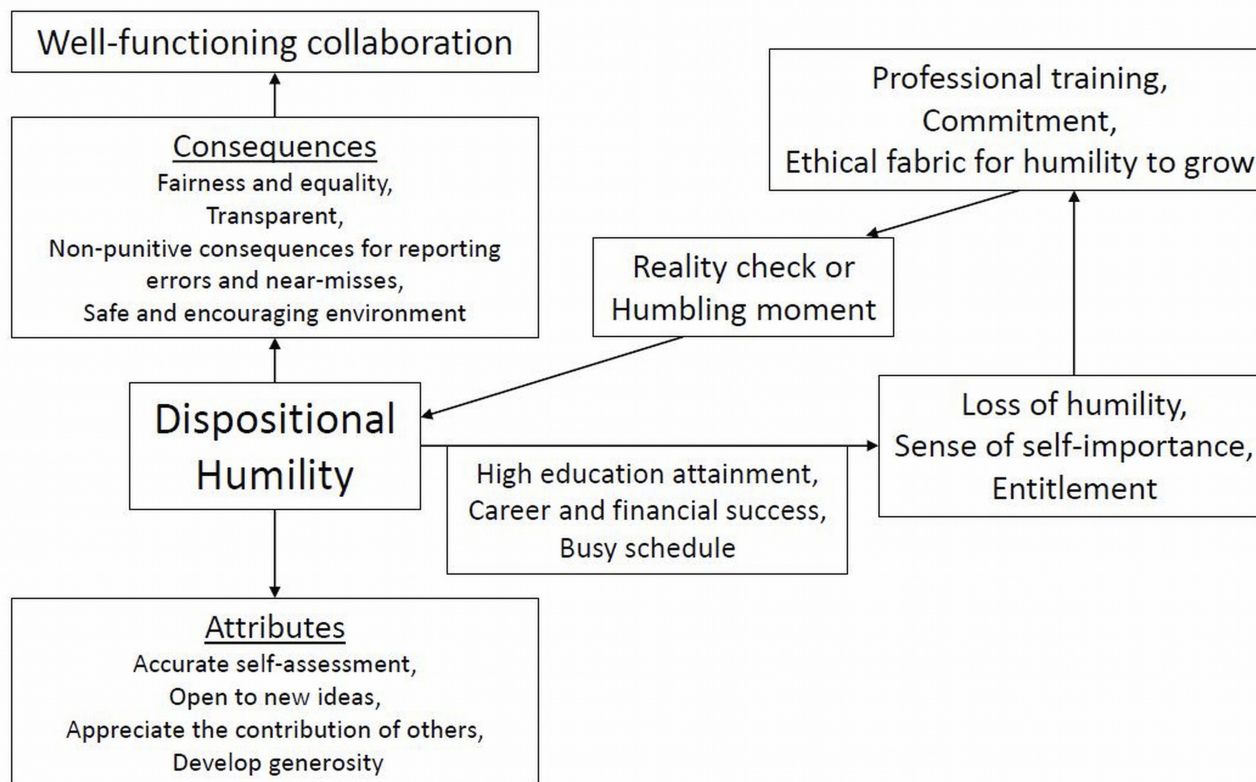 Well-functioning collaboration
Consequences
Fairness and equality,
Transparent,
Non-punitive consequences for reporting
errors and near-misses,
Safe and encouraging environment
Dispositional
Humility
Attributes
Accurate self-assessment,
Open to new ideas,
Appreciate the contribution of others,
Develop generosity
Professional training,
Commitment,
Ethical fabric for humility to grow
Reality check or
Humbling moment
High education attainment,
Career and financial success,
Busy schedule
Loss of humility,
Sense of self-importance,
Entitlement